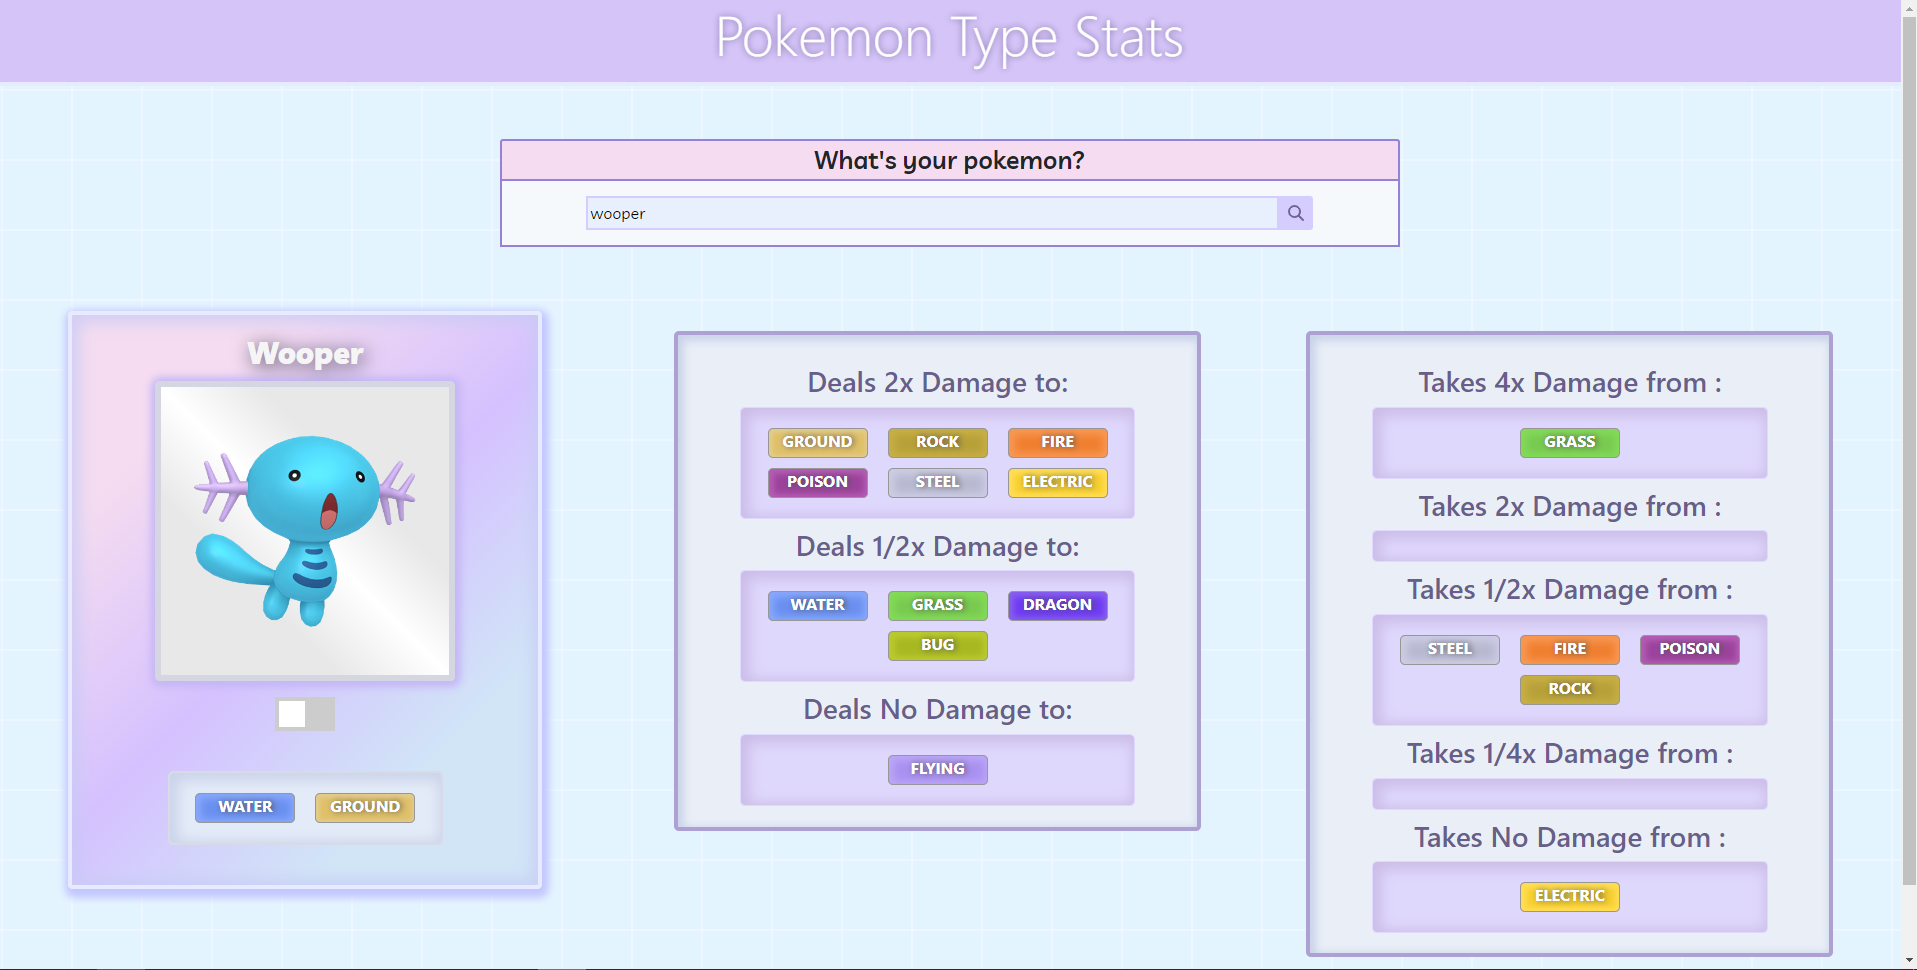 Pokemon Type Stats
What's your pokemon?
wooper
Wooper
WATER GROUND
Deals 2x Damage to:
GROUND ROCK FIRE
POISON STEEL ELECTRIC
Deals 1/2x Damage to:
WATER GRASS DRAGON
BUG
Deals No Damage to:
FLYING
Takes 4x Damage from :
GRASS
Takes 2x Damage from :
Takes 1/2x Damage from :
STEEL FIRE POISON
ROCK
Takes 1/4x Damage from :
Takes No Damage from :
ELECTRIC